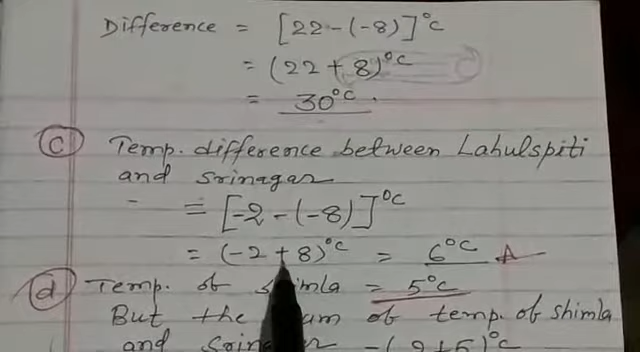 Difference = [22-(-8)]°C
= (22+8)°C
= 30°C.
(c) Temp. difference between Lahulspiti
and Srinagar
= [-2-(-8)]°C
= (-2+8)°C = 6°C A
(d) Temp. of = 5°C
But the of temp. of shimla
and